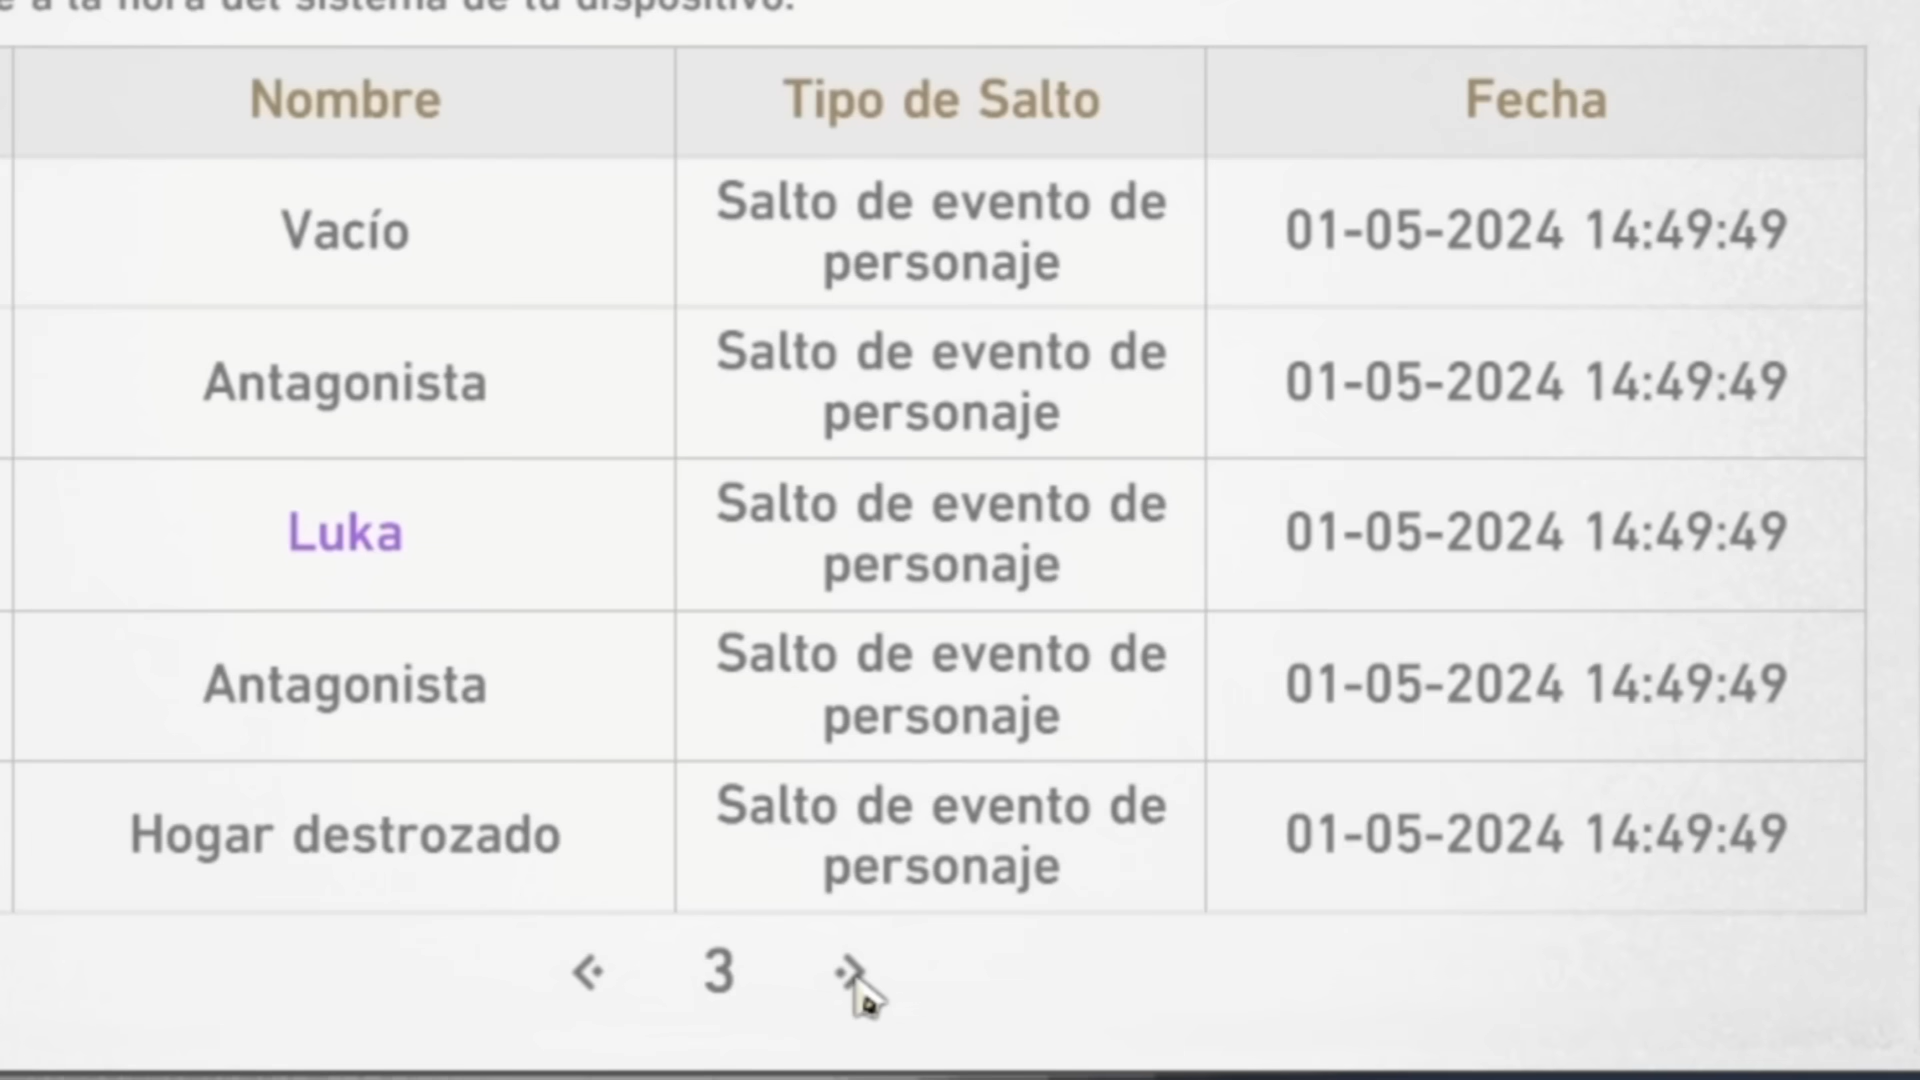 a la hora del sistema de tu dispositivo.
Nombre Tipo de Salto Fecha
Vacío Salto de evento de personaje 01-05-2024 14:49:49
Antagonista Salto de evento de personaje 01-05-2024 14:49:49
Luka Salto de evento de personaje 01-05-2024 14:49:49
Antagonista Salto de evento de personaje 01-05-2024 14:49:49
Hogar destrozado Salto de evento de personaje 01-05-2024 14:49:49
3